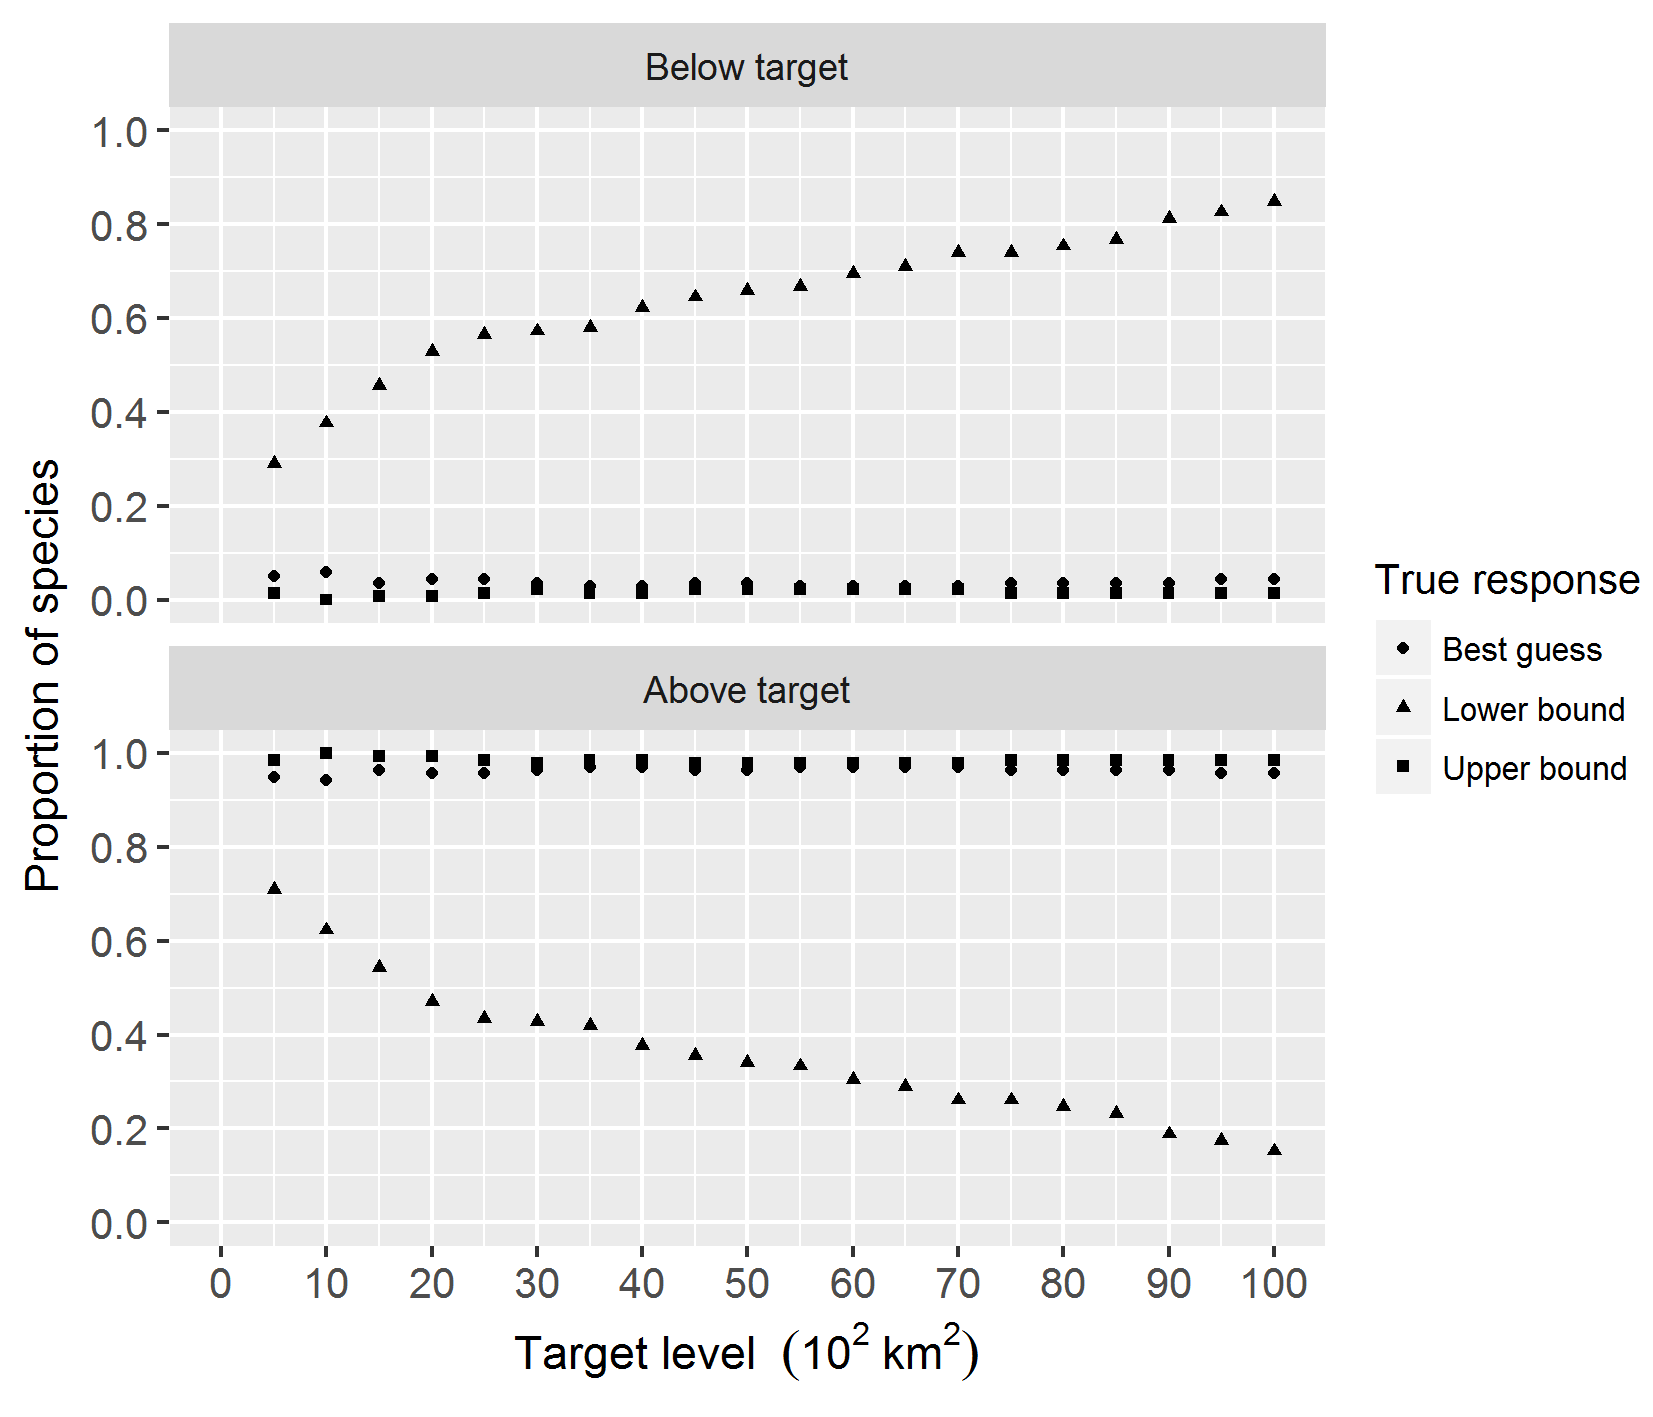 Below target
1.0
0.8
0.6
0.4
0.2
0.0
Above target
1.0
0.8
0.6
0.4
0.2
0.0
0 10 20 30 40 50 60 70 80 90 100
Target level (10² km²)
Proportion of species
True response
Best guess
Lower bound
Upper bound